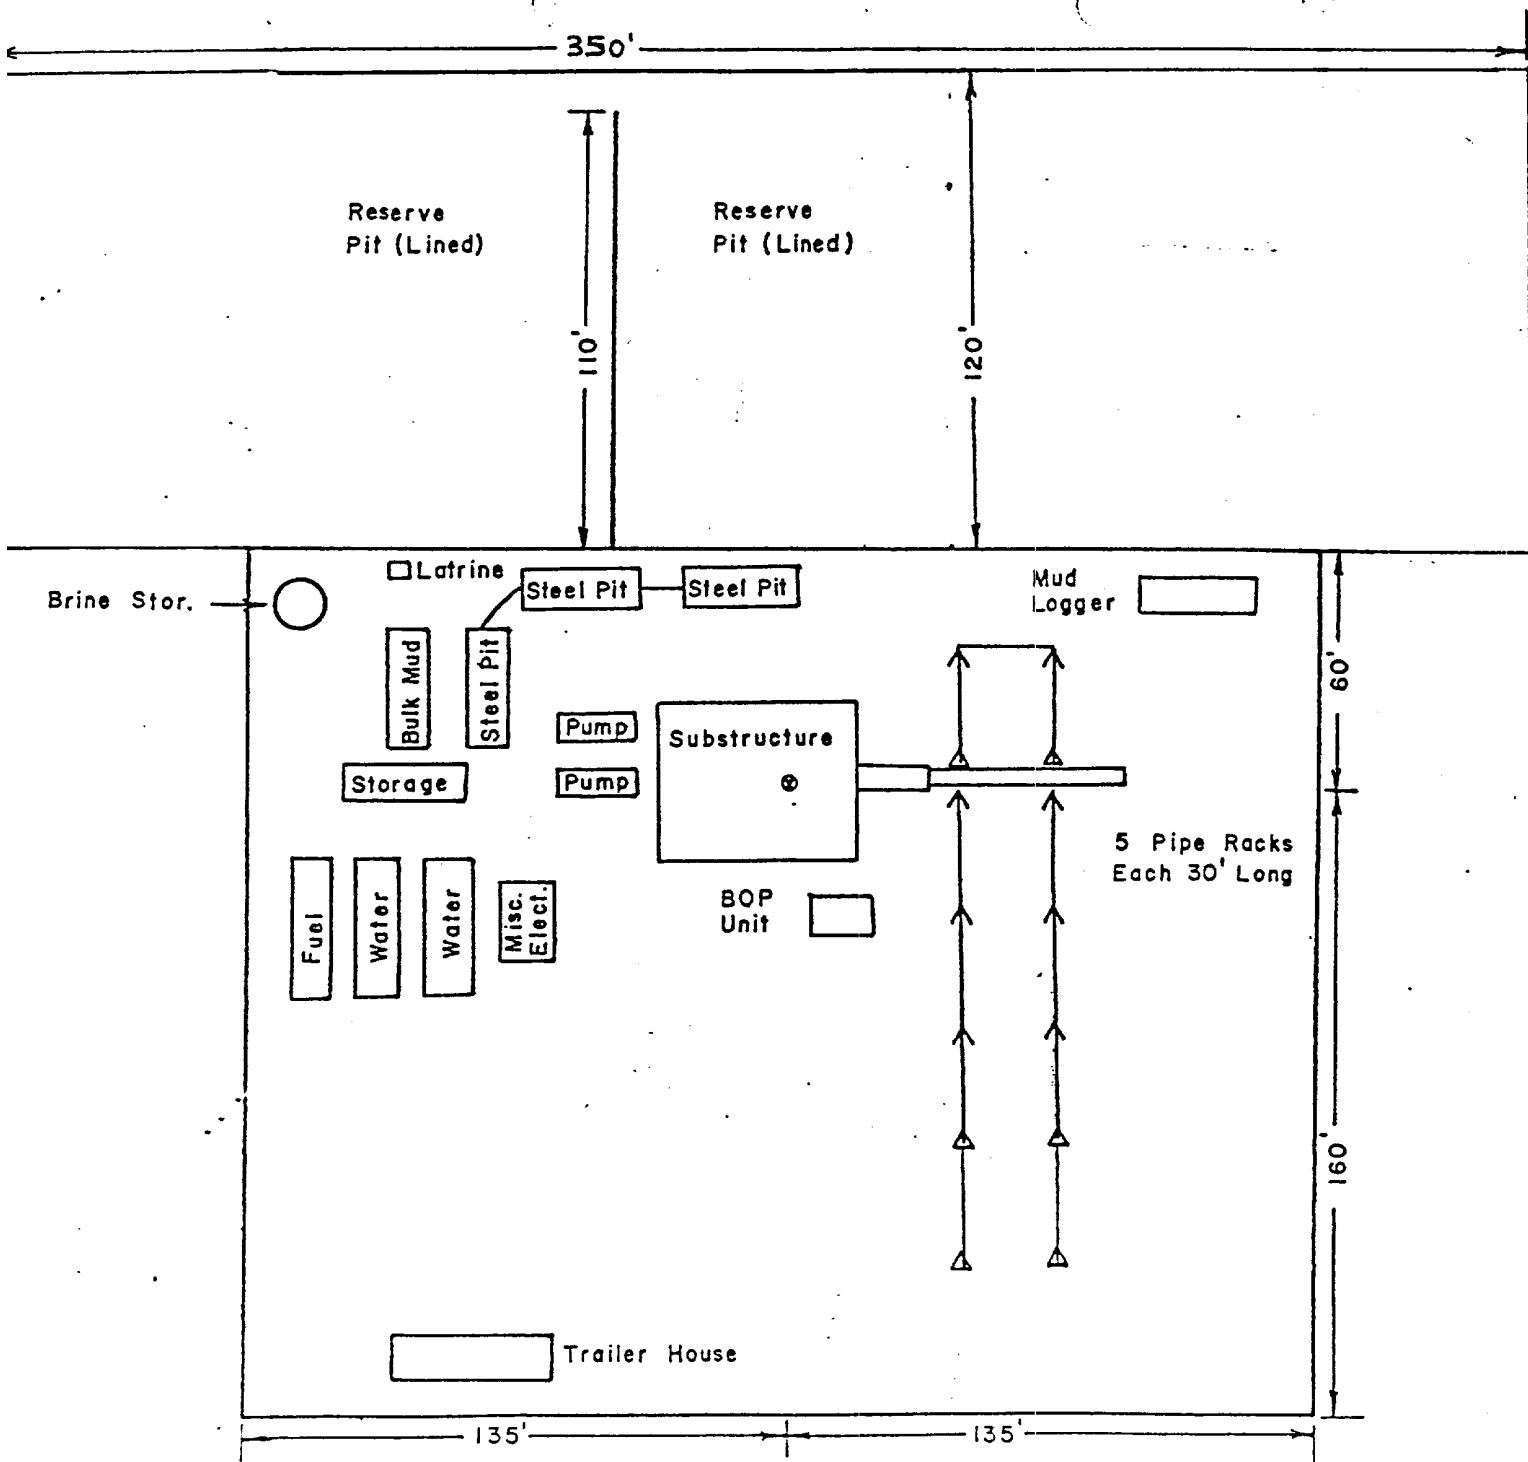 350'
Reserve
Pit (Lined)
Reserve
Pit (Lined)
110'
120'
Latrine
Steel Pit
Steel Pit
Mud
Logger
Brine Stor.
Bulk Mud
Steel Pit
60'
Pump
Substructure
Storage
Pump
5 Pipe Racks
Each 30' Long
BOP
Unit
Fuel
Water
Water
Misc.
Elect.
160'
Trailer House
135'
135'